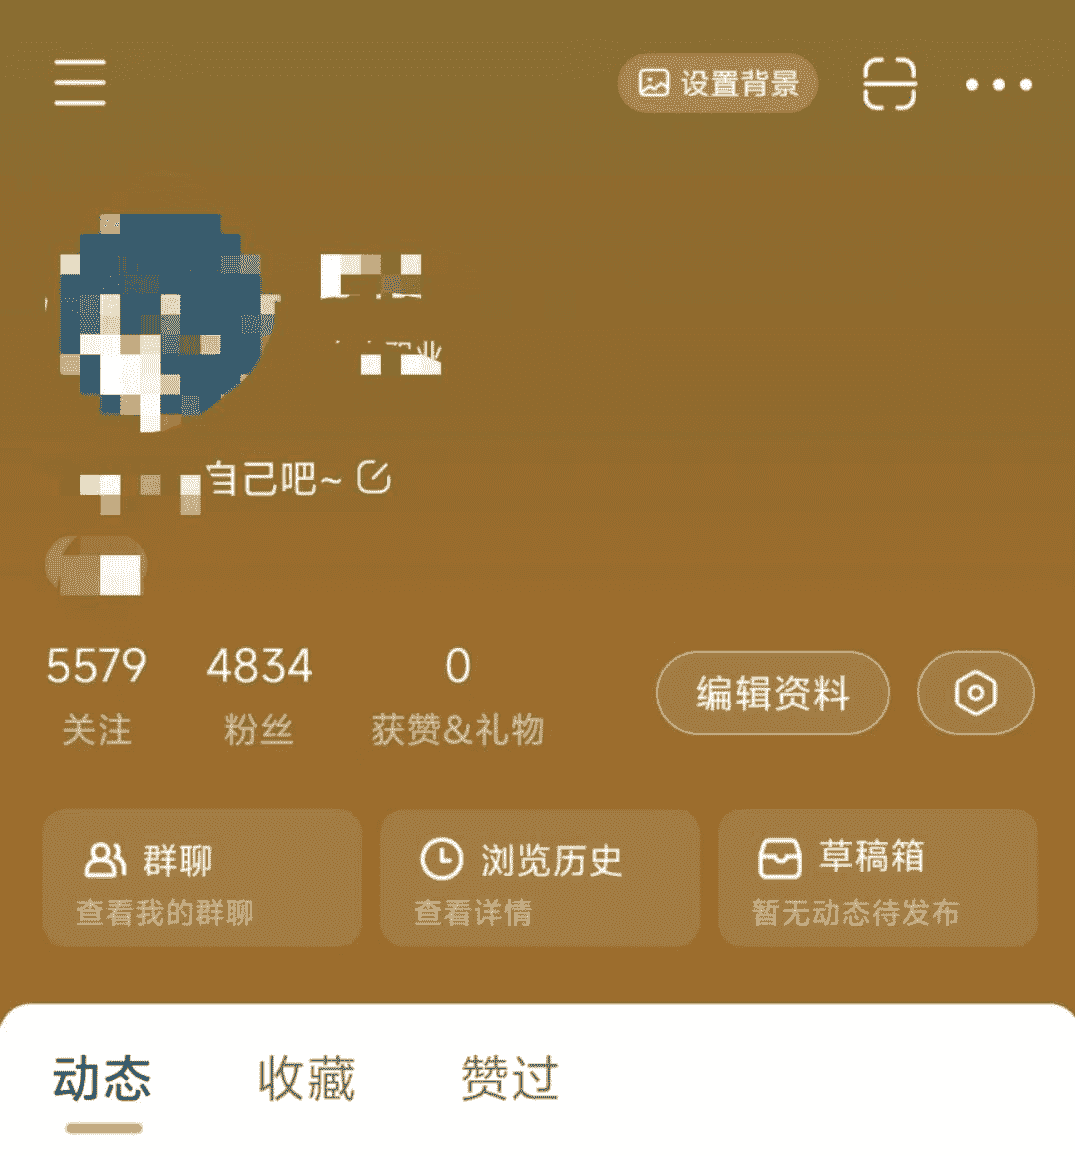 设置背景
自己吧~
5579 4834 0
关注 粉丝 获赞&礼物
编辑资料
群聊 浏览历史 草稿箱
查看我的群聊 查看详情 暂无动态待发布
动态 收藏 赞过